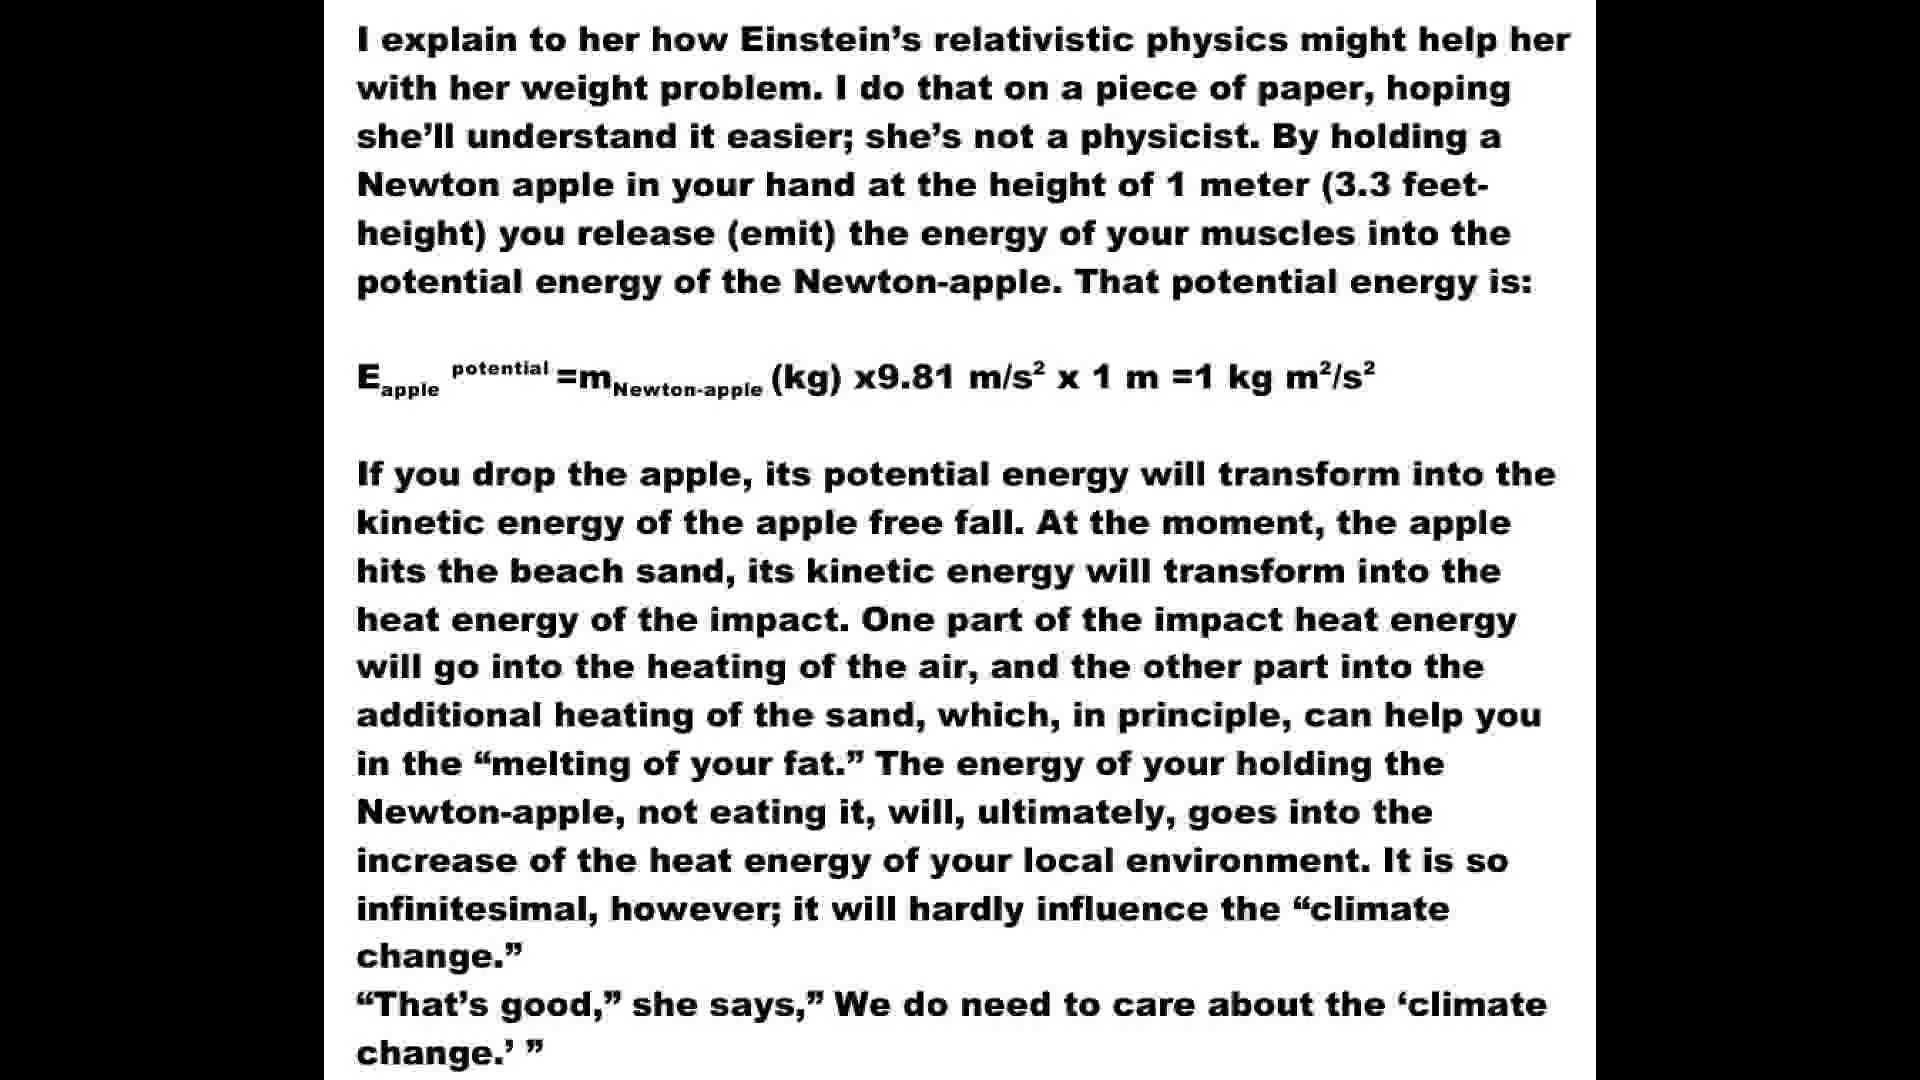 I explain to her how Einstein’s relativistic physics might help her
with her weight problem. I do that on a piece of paper, hoping
she’ll understand it easier; she’s not a physicist. By holding a
Newton apple in your hand at the height of 1 meter (3.3 feet-
height) you release (emit) the energy of your muscles into the
potential energy of the Newton-apple. That potential energy is:
E_apple ^potential =m_Newton-apple (kg) x9.81 m/s² x 1 m =1 kg m²/s²
If you drop the apple, its potential energy will transform into the
kinetic energy of the apple free fall. At the moment, the apple
hits the beach sand, its kinetic energy will transform into the
heat energy of the impact. One part of the impact heat energy
will go into the heating of the air, and the other part into the
additional heating of the sand, which, in principle, can help you
in the “melting of your fat.” The energy of your holding the
Newton-apple, not eating it, will, ultimately, goes into the
increase of the heat energy of your local environment. It is so
infinitesimal, however; it will hardly influence the “climate
change.”
“That’s good,” she says,” We do need to care about the ‘climate
change.’ ”